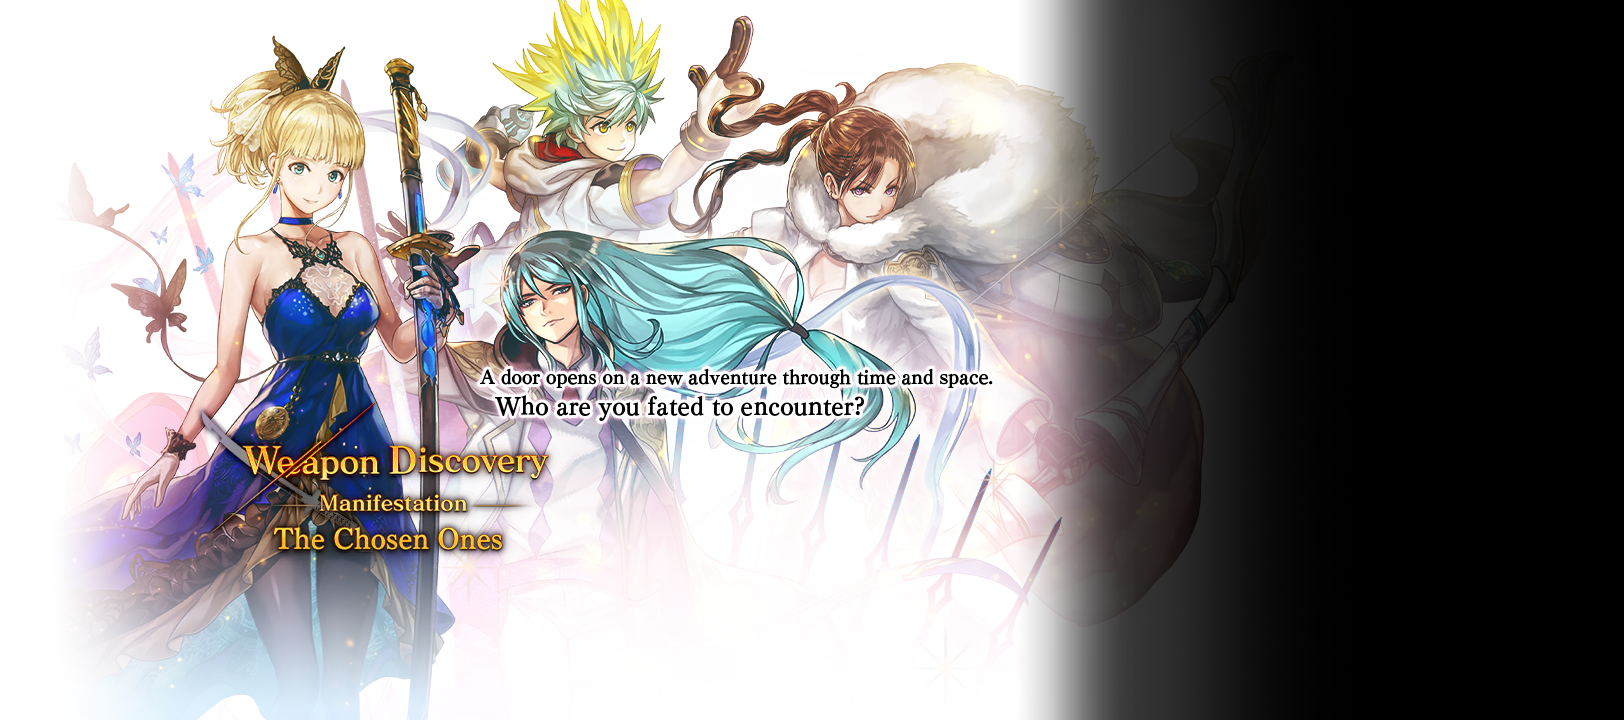 A door opens on a new adventure through time and space.
Who are you fated to encounter?
Weapon Discovery
Manifestation
The Chosen Ones